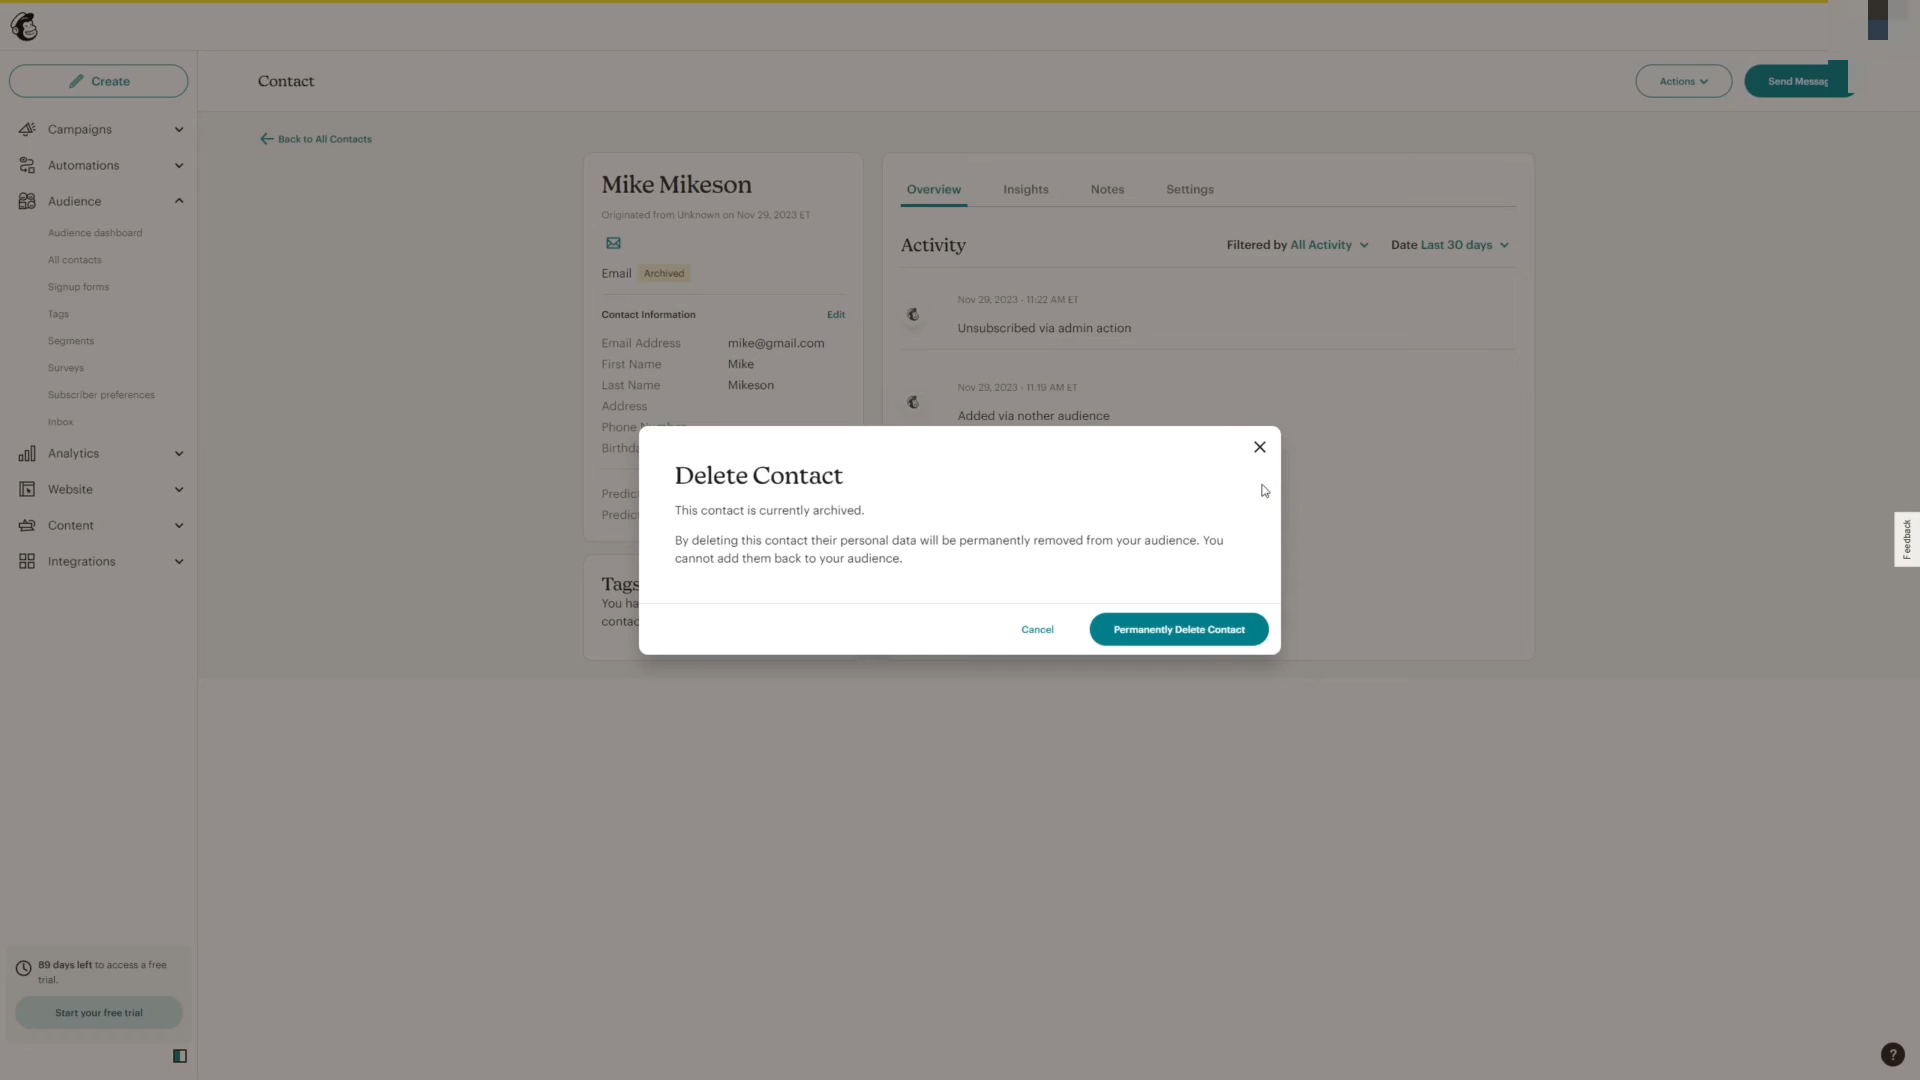 Create
Contact
Actions
Send Messag
Campaigns
Automations
Audience
Audience dashboard
All contacts
Signup forms
Tags
Segments
Surveys
Subscriber preferences
Inbox
Analytics
Website
Content
Integrations
89 days left to access a free
trial.
Start your free trial
Back to All Contacts
Mike Mikeson
Originated from Unknown on Nov 29, 2023 ET
Email Archived
Contact Information Edit
Email Address mike@gmail.com
First Name Mike
Last Name Mikeson
Address
Phone Number
Birthda
Predic
Predic
Tags
You ha
contac
Overview Insights Notes Settings
Activity Filtered by All Activity Date Last 30 days
Nov 29, 2023 - 11:22 AM ET
Unsubscribed via admin action
Nov 29, 2023 - 11:19 AM ET
Added via nother audience
Delete Contact
This contact is currently archived.
By deleting this contact their personal data will be permanently removed from your audience. You
cannot add them back to your audience.
Cancel Permanently Delete Contact
Feedback
?